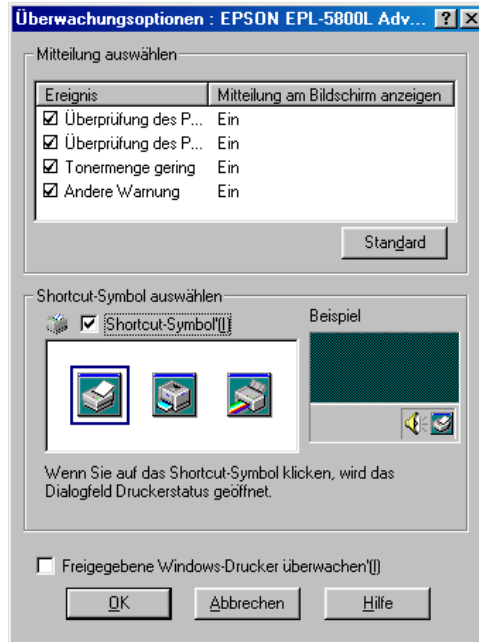 Überwachungsoptionen : EPSON EPL-5800L Adv...
Mitteilung auswählen
Ereignis Mitteilung am Bildschirm anzeigen
Überprüfung des P... Ein
Überprüfung des P... Ein
Tonermenge gering Ein
Andere Warnung Ein
Standard
Shortcut-Symbol auswählen
Shortcut-Symbol'(|)
Beispiel
Wenn Sie auf das Shortcut-Symbol klicken, wird das
Dialogfeld Druckerstatus geöffnet.
Freigegebene Windows-Drucker überwachen'(|)
OK Abbrechen Hilfe